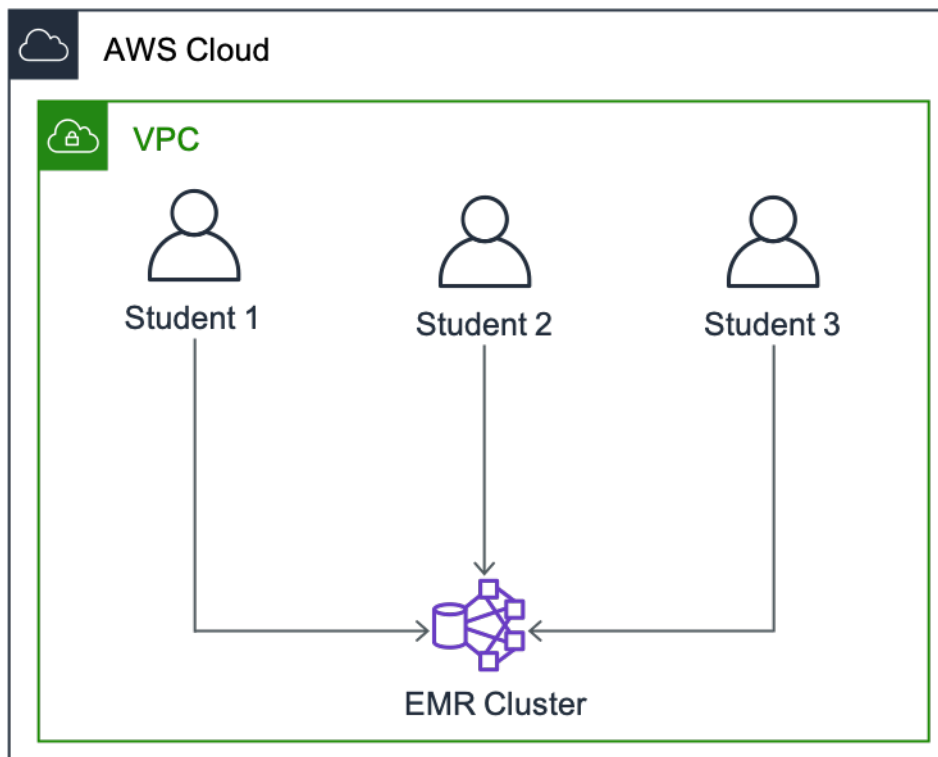 AWS Cloud
VPC
Student 1
Student 2
Student 3
EMR Cluster